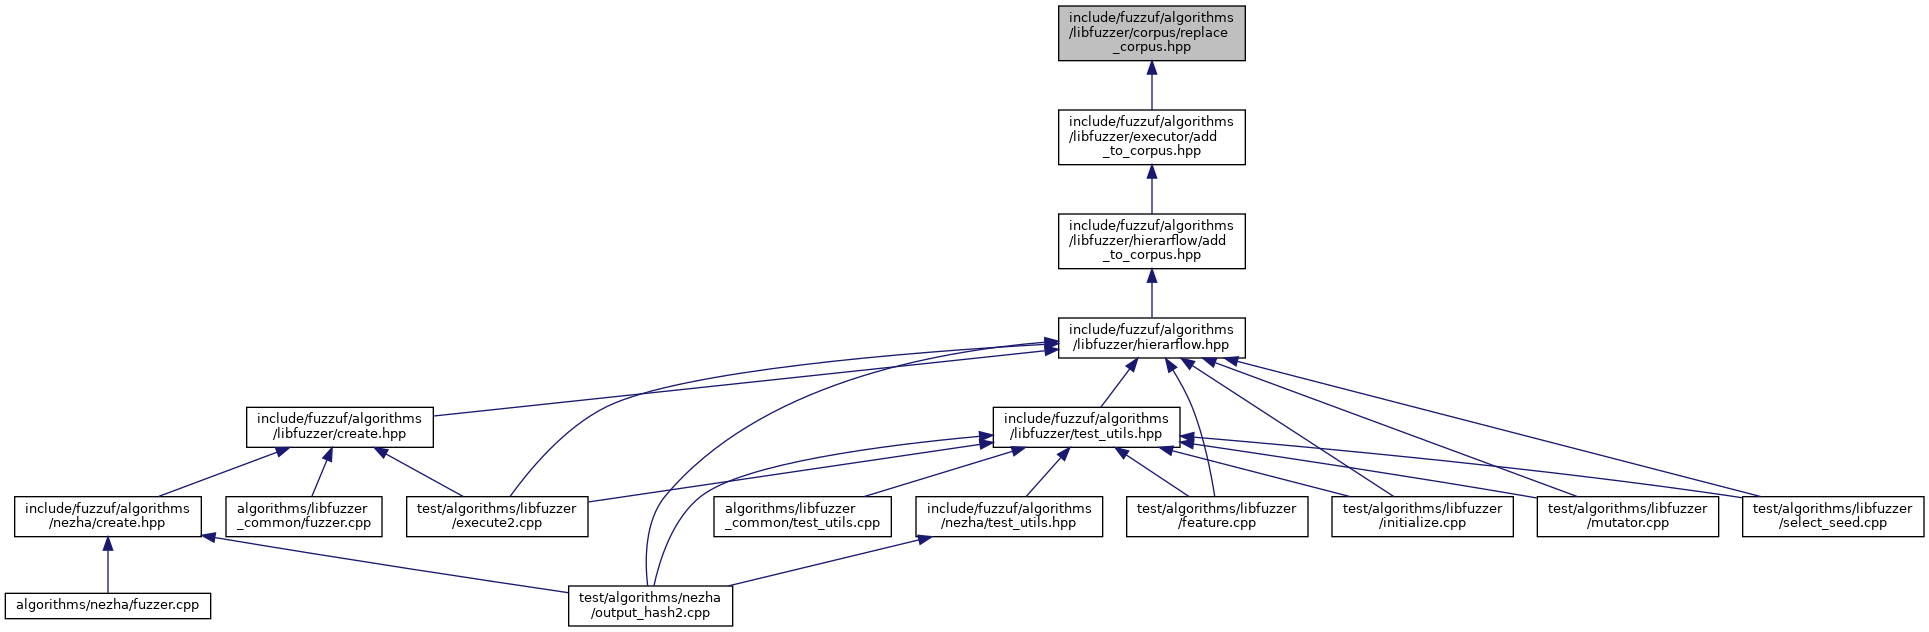 include/fuzzuf/algorithms
/libfuzzer/corpus/replace
_corpus.hpp
include/fuzzuf/algorithms
/libfuzzer/executor/add
_to_corpus.hpp
include/fuzzuf/algorithms
/libfuzzer/hierarflow/add
_to_corpus.hpp
include/fuzzuf/algorithms
/libfuzzer/hierarflow.hpp
include/fuzzuf/algorithms
/libfuzzer/create.hpp
include/fuzzuf/algorithms
/libfuzzer/test_utils.hpp
include/fuzzuf/algorithms
/nezha/create.hpp
algorithms/libfuzzer
_common/fuzzer.cpp
test/algorithms/libfuzzer
/execute2.cpp
algorithms/libfuzzer
_common/test_utils.cpp
include/fuzzuf/algorithms
/nezha/test_utils.hpp
test/algorithms/libfuzzer
/feature.cpp
test/algorithms/libfuzzer
/initialize.cpp
test/algorithms/libfuzzer
/mutator.cpp
test/algorithms/libfuzzer
/select_seed.cpp
algorithms/nezha/fuzzer.cpp
test/algorithms/nezha
/output_hash2.cpp